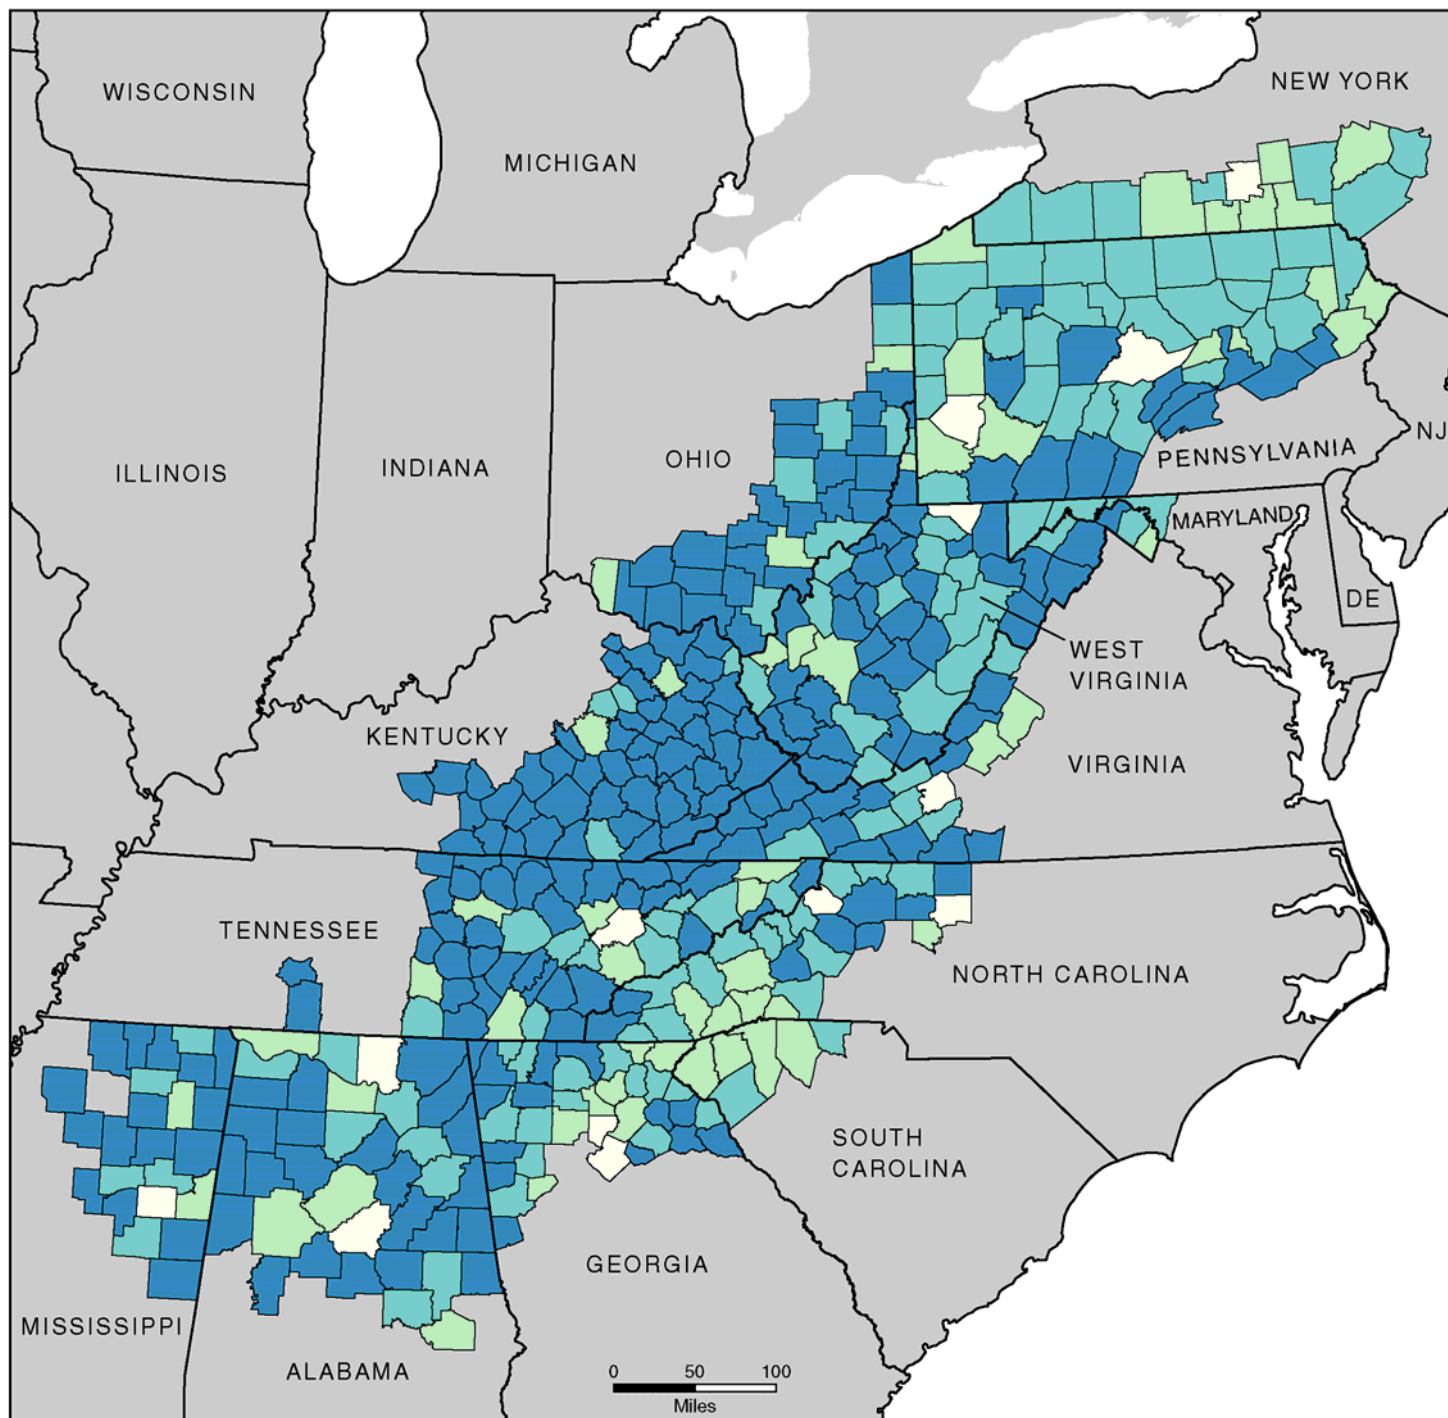 WISCONSIN
NEW YORK
MICHIGAN
ILLINOIS
INDIANA
OHIO
PENNSYLVANIA
NJ
MARYLAND
DE
WEST
VIRGINIA
KENTUCKY
VIRGINIA
TENNESSEE
NORTH CAROLINA
SOUTH
CAROLINA
GEORGIA
MISSISSIPPI
ALABAMA
0 50 100
Miles